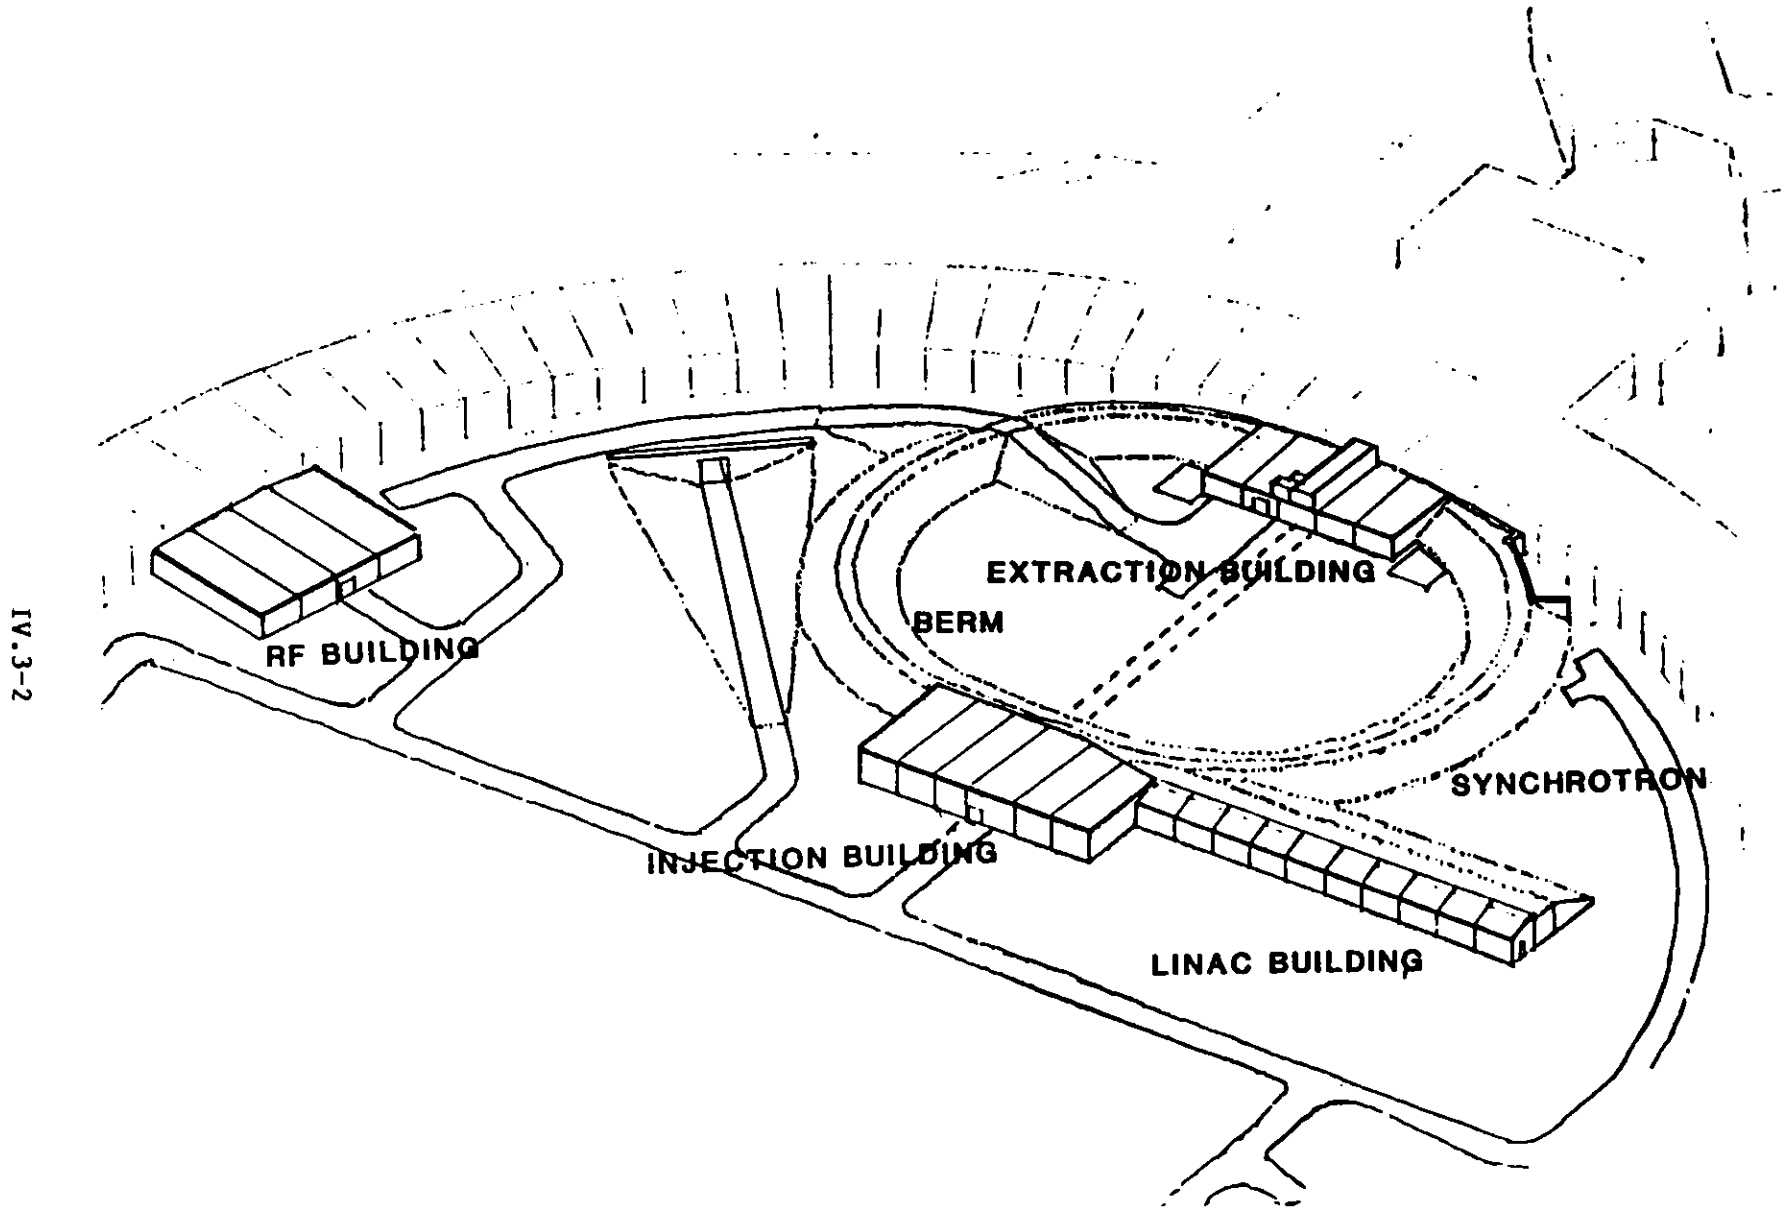 EXTRACTION BUILDING
BERM
RF BUILDING
SYNCHROTRON
INJECTION BUILDING
LINAC BUILDING
IV.3-2